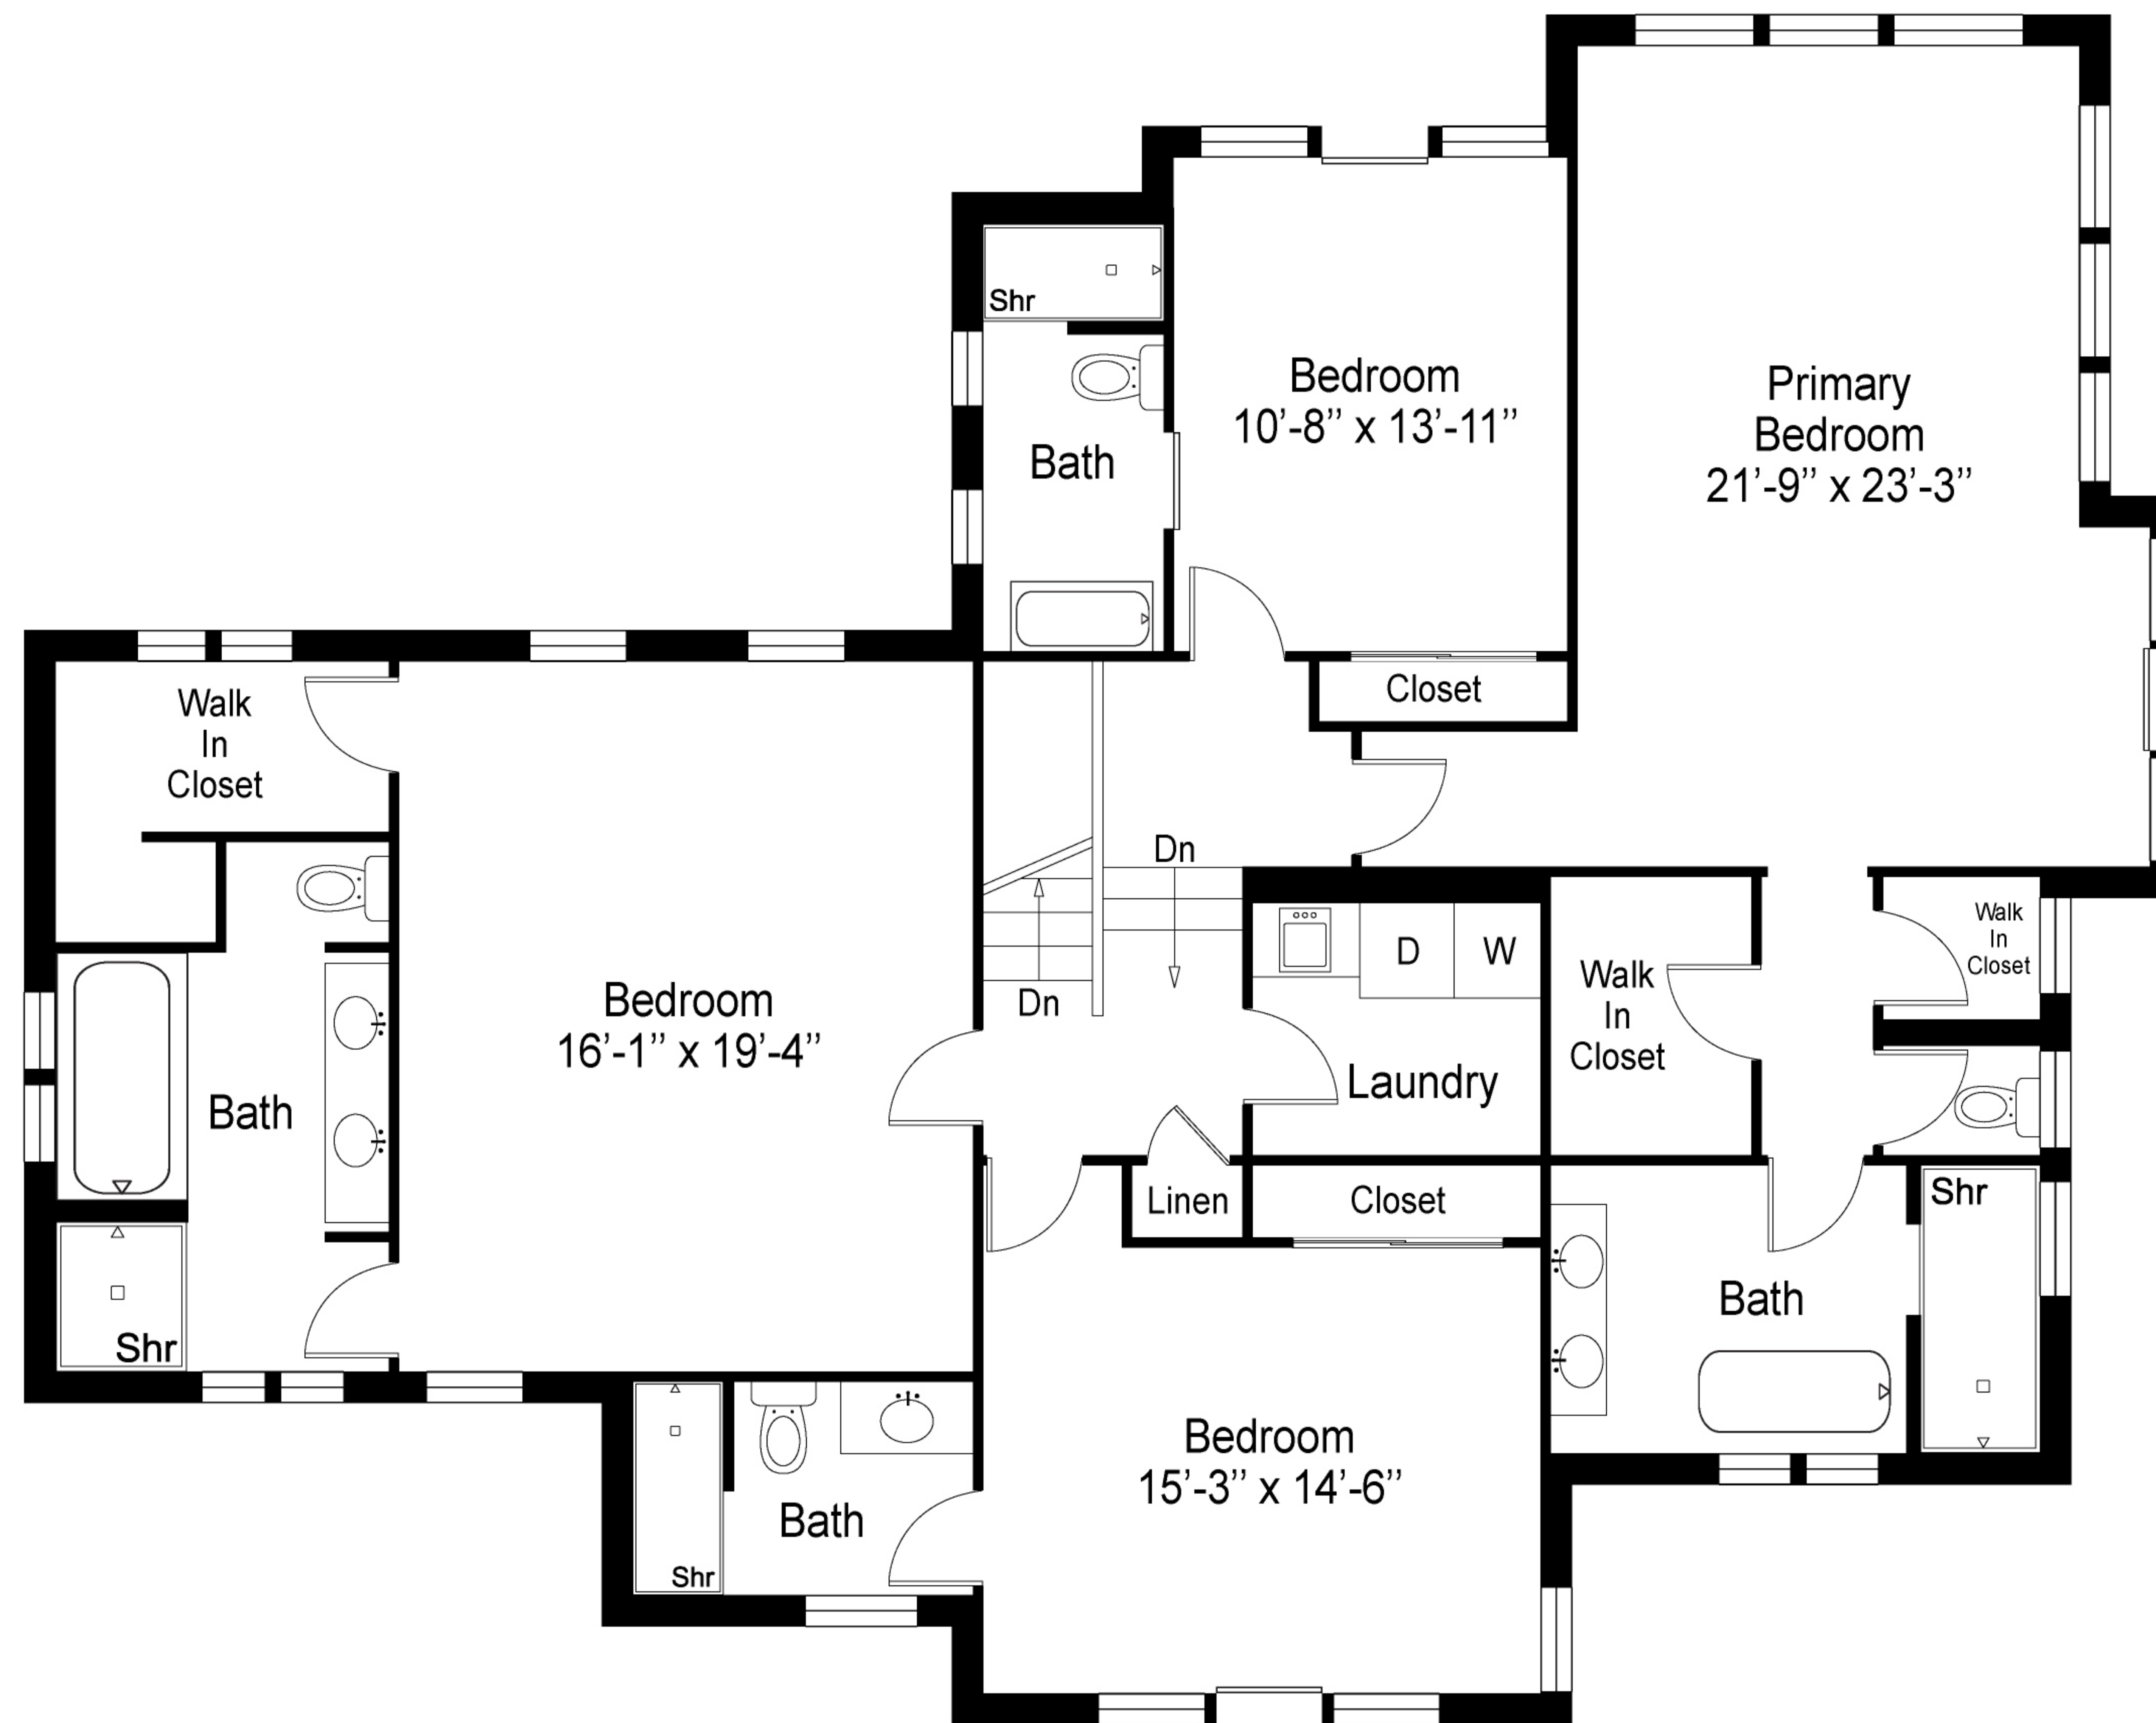 Shr
Bath
Bedroom
10’-8” x 13’-11”
Primary
Bedroom
21’-9” x 23’-3”
Closet
Walk
In
Closet
Dn
Dn
Bedroom
16’-1” x 19’-4”
Bath
Shr
D
W
Laundry
Linen
Closet
Walk
In
Closet
Walk
In
Closet
Shr
Bath
Bedroom
15’-3” x 14’-6”
Bath
Shr